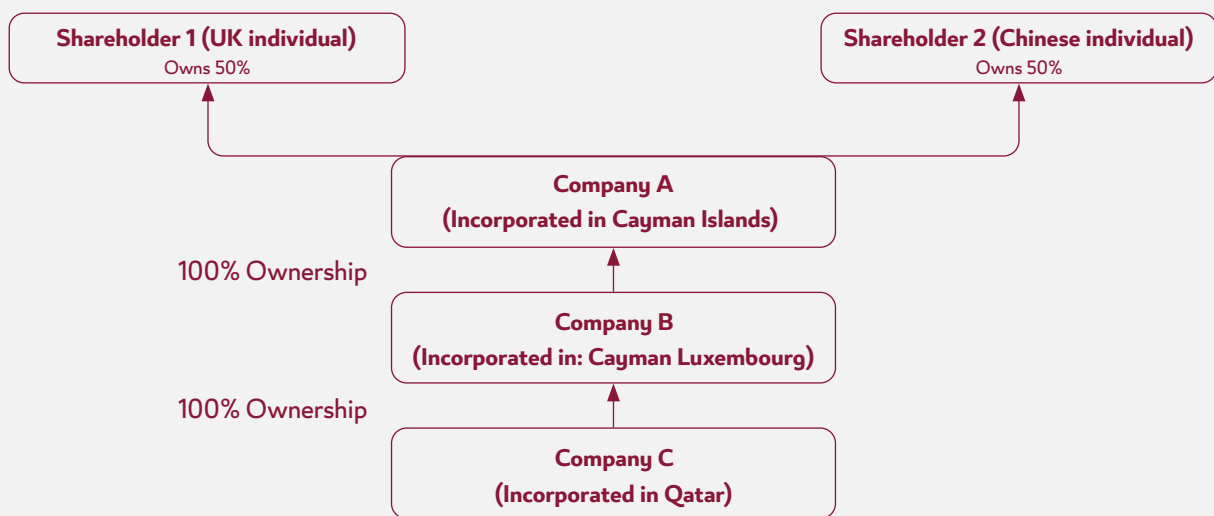 Shareholder 1 (UK individual)
Owns 50%
Shareholder 2 (Chinese individual)
Owns 50%
Company A
(Incorporated in Cayman Islands)
100% Ownership
Company B
(Incorporated in: Cayman Luxembourg)
100% Ownership
Company C
(Incorporated in Qatar)